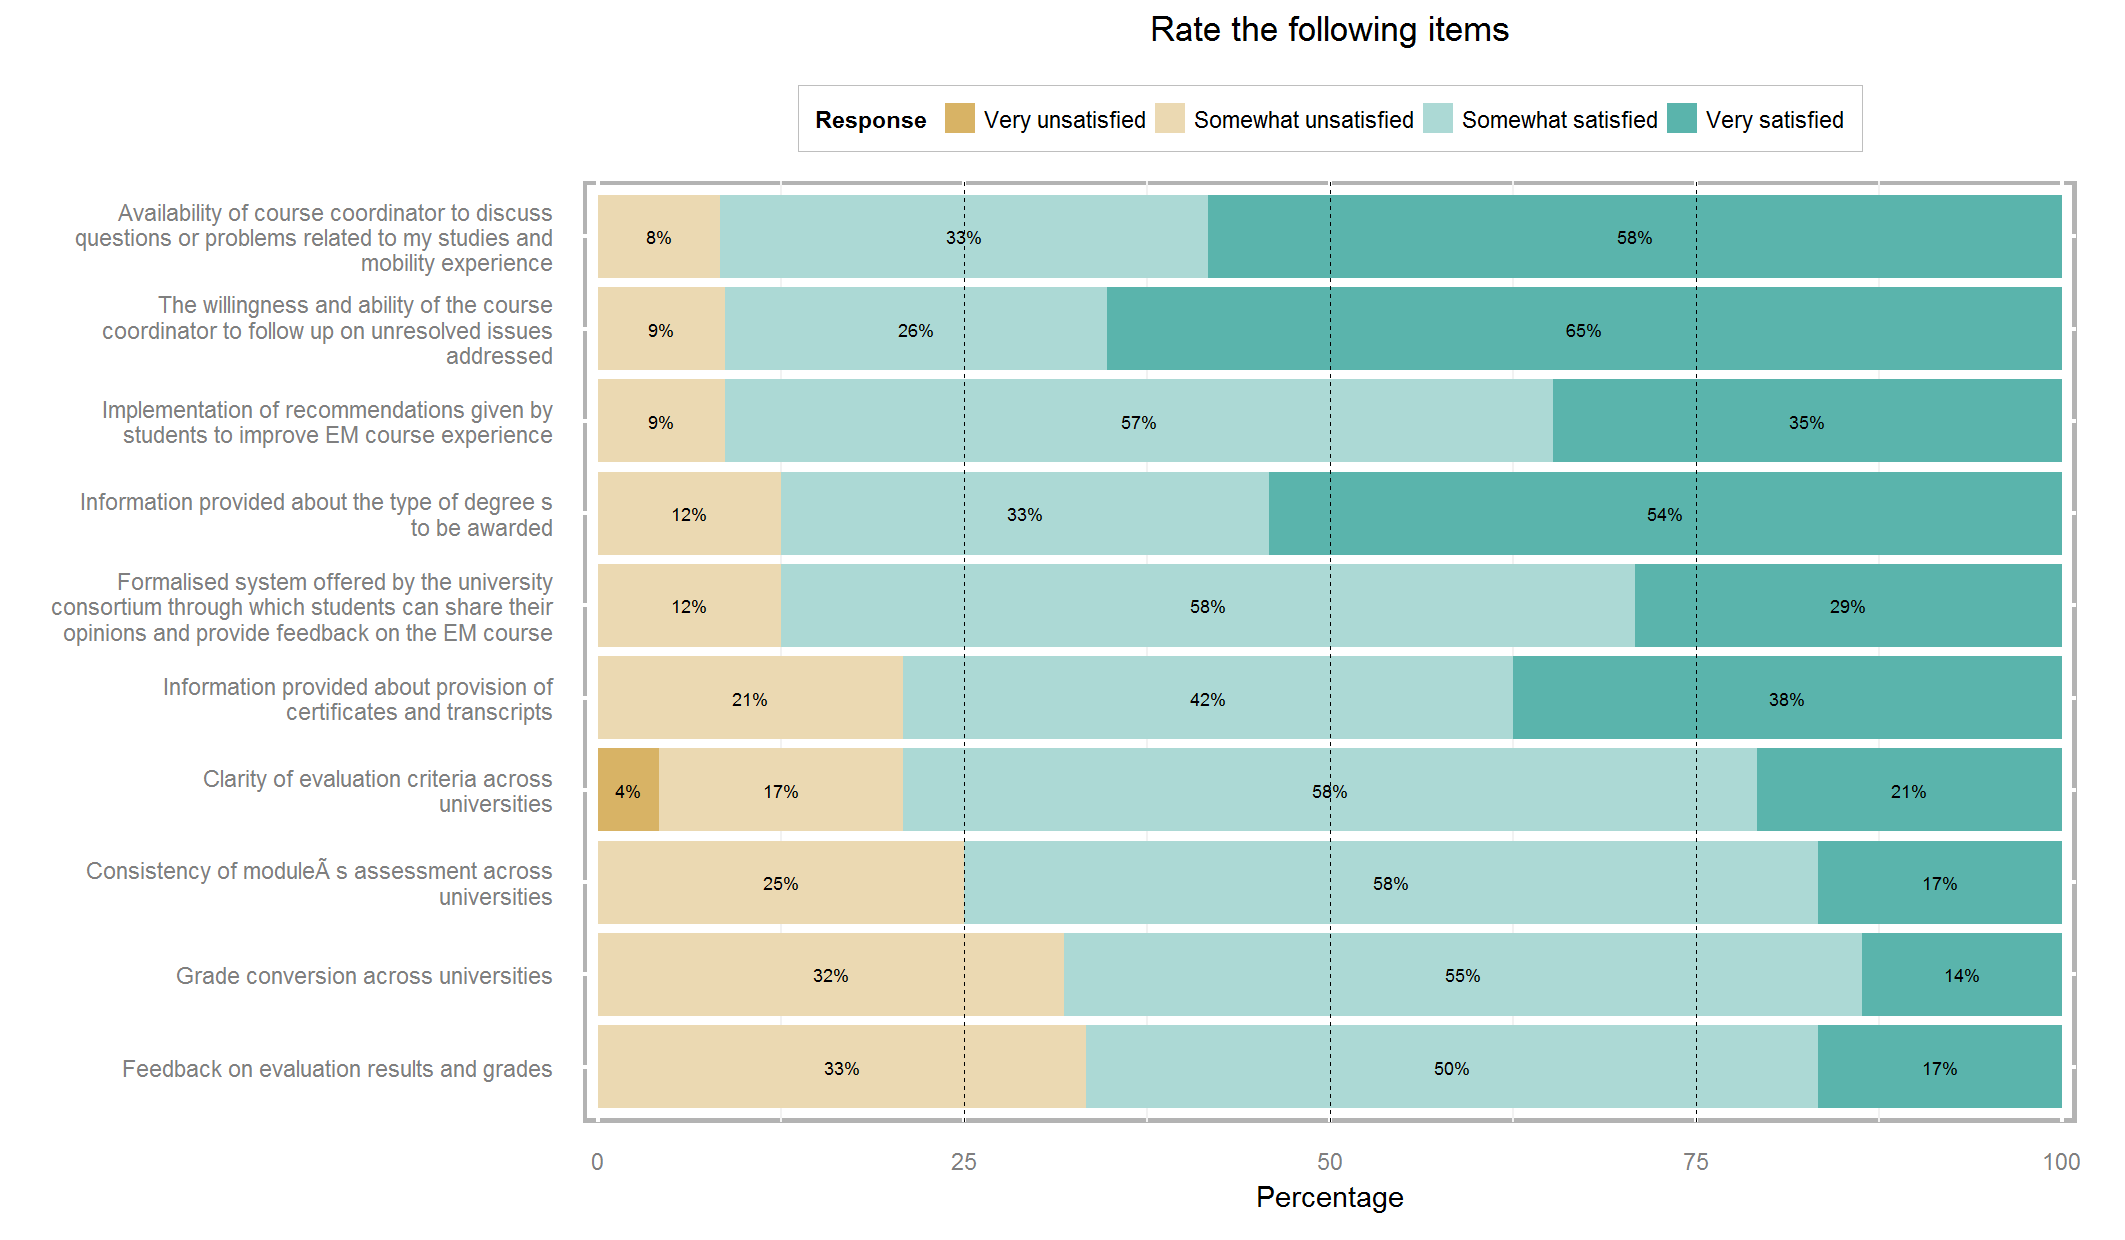 Rate the following items
Response Very unsatisfied Somewhat unsatisfied Somewhat satisfied Very satisfied
Availability of course coordinator to discuss
questions or problems related to my studies and
mobility experience
8% 33% 58%
The willingness and ability of the course
coordinator to follow up on unresolved issues
addressed
9% 26% 65%
Implementation of recommendations given by
students to improve EM course experience
9% 57% 35%
Information provided about the type of degree s
to be awarded
12% 33% 54%
Formalised system offered by the university
consortium through which students can share their
opinions and provide feedback on the EM course
12% 58% 29%
Information provided about provision of
certificates and transcripts
21% 42% 38%
Clarity of evaluation criteria across
universities
4% 17% 58% 21%
Consistency of moduleÃ s assessment across
universities
25% 58% 17%
Grade conversion across universities
32% 55% 14%
Feedback on evaluation results and grades
33% 50% 17%
0 25 50 75 100
Percentage